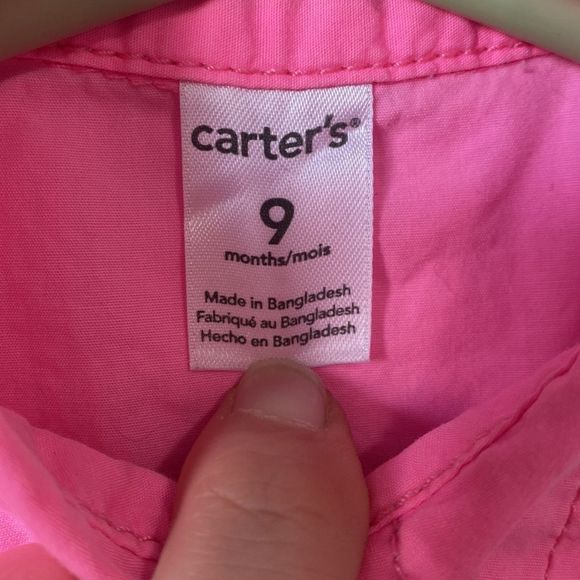 carter's®
9
months/mois
Made in Bangladesh
Fabriqué au Bangladesh
Hecho en Bangladesh